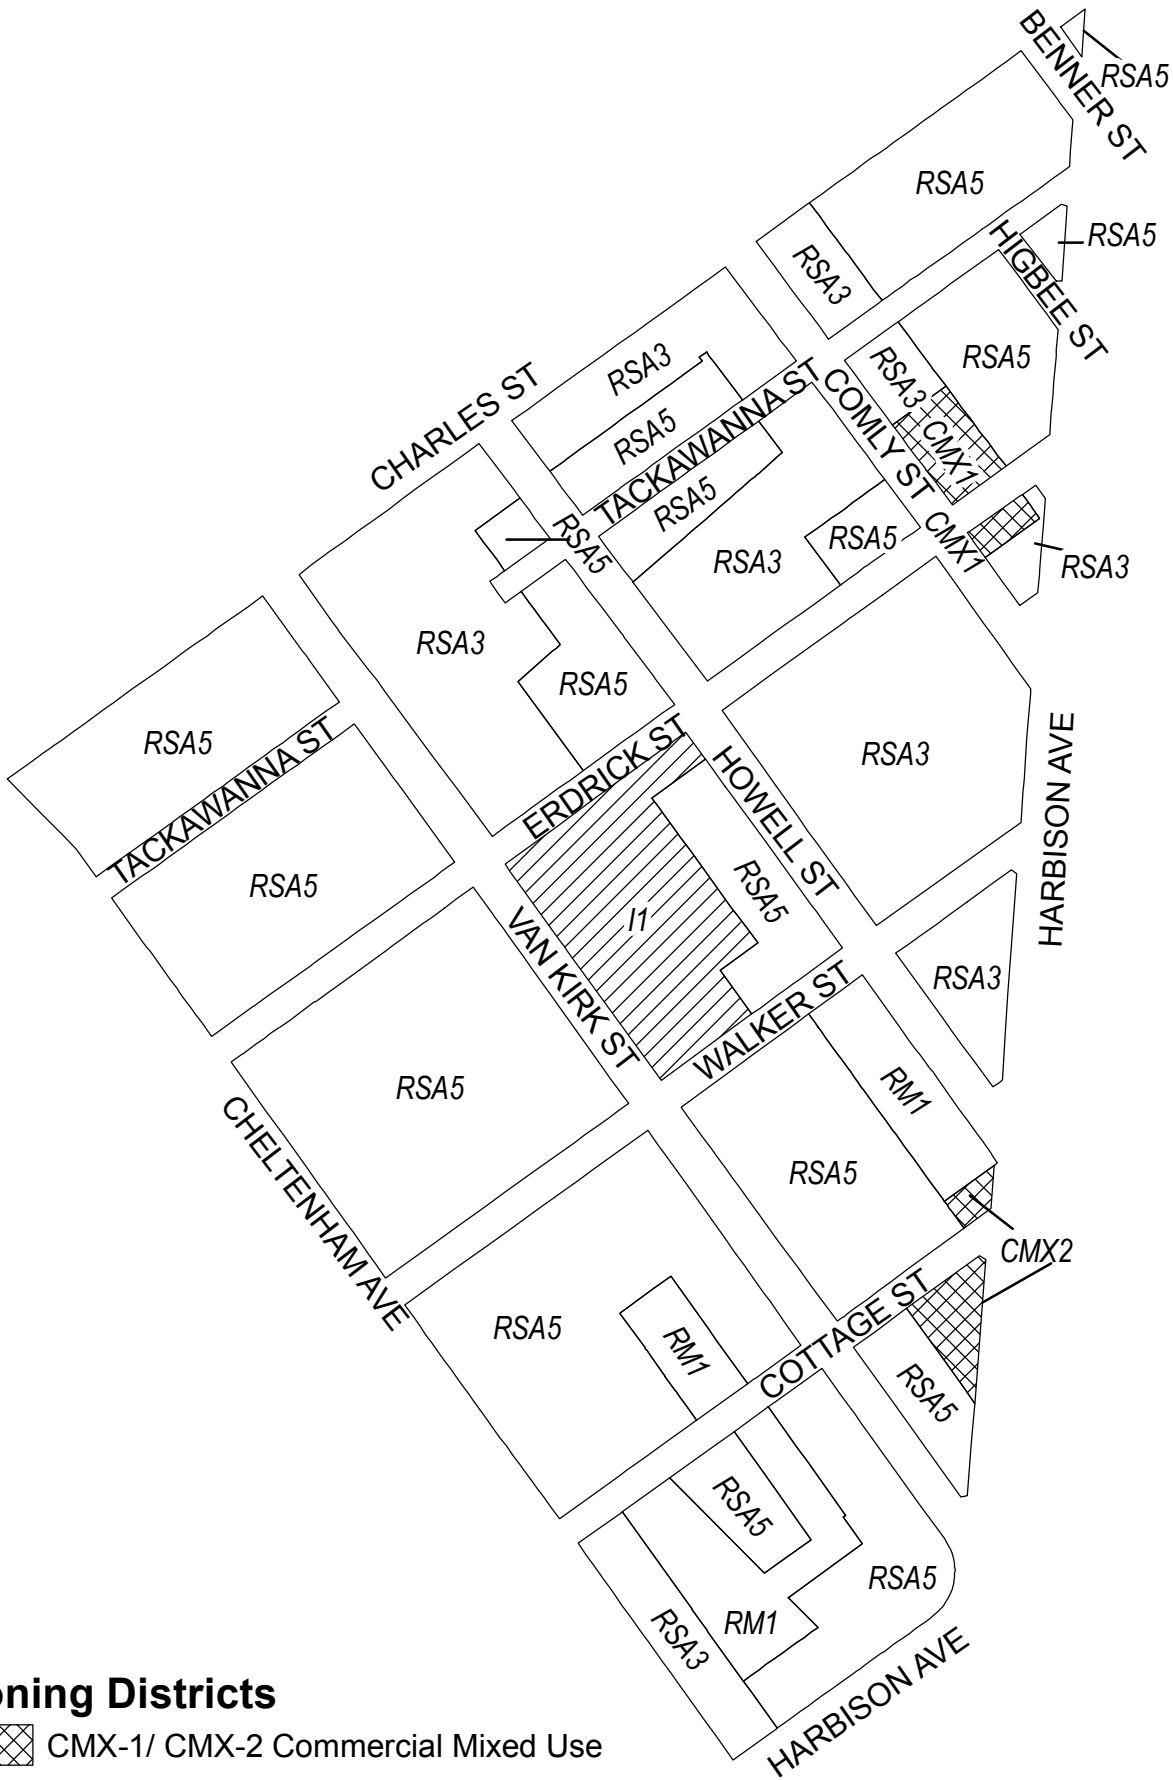 BENNER ST
RSA5
RSA5
RSA5
HIGBEE ST
RSA3
RSA3
RSA5
RSA3
CHARLES ST
RSA5
TACKAWANNA ST
COMLY ST
CMX1
RSA5
RSA5
RSA5
CMX1
RSA3
RSA3
RSA3
RSA5
RSA5
TACKAWANNA ST
ERDRICK ST
HOWELL ST
RSA3
HARBISON AVE
RSA5
RSA5
I1
VAN KIRK ST
WALKER ST
RSA3
RSA5
CHELTENHAM AVE
RM1
RSA5
CMX2
RSA5
RM1
COTTAGE ST
RSA5
RSA5
RSA5
RM1
RSA3
HARBISON AVE
ning Districts
CMX-1/ CMX-2 Commercial Mixed Use